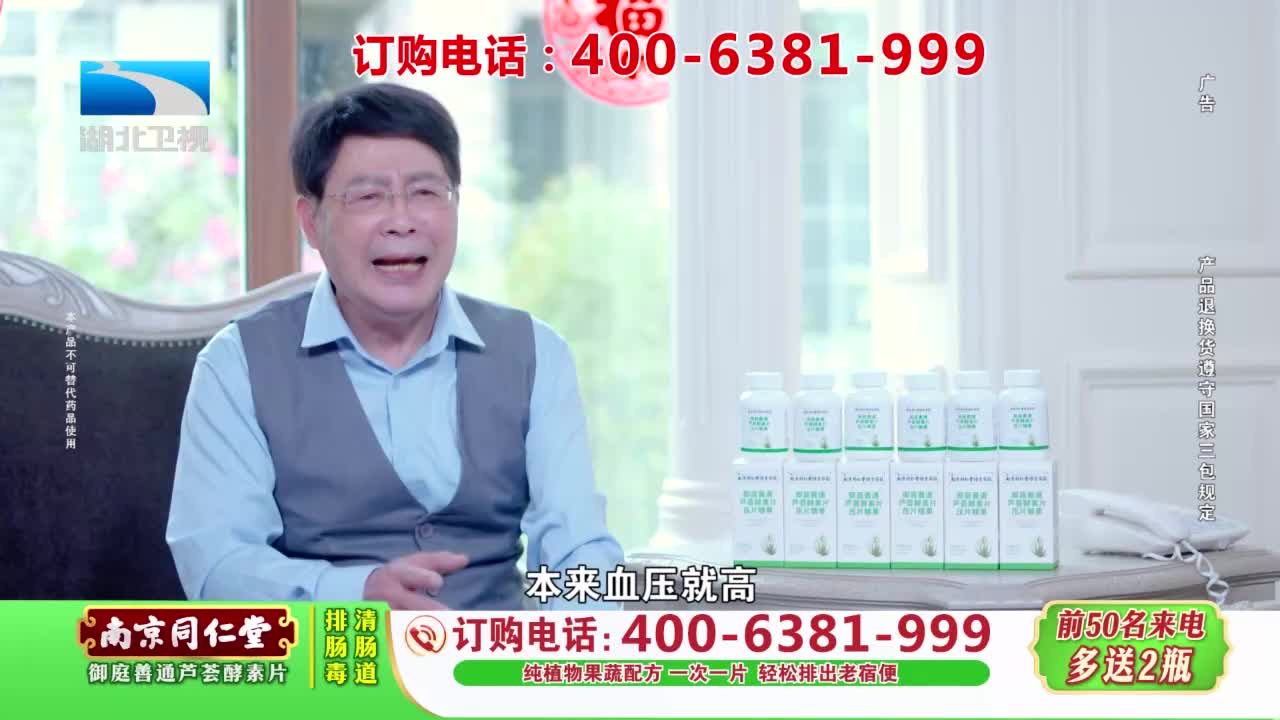 福
订购电话：400-6381-999
湖北卫视
广告
产品退换货遵守国家三包规定
本产品不可替代药品使用
本来血压就高
南京同仁堂
御庭善通芦荟酵素片
清肠道
排肠毒
订购电话：400-6381-999
纯植物果蔬配方 一次一片 轻松排出老宿便
前50名来电
多送2瓶